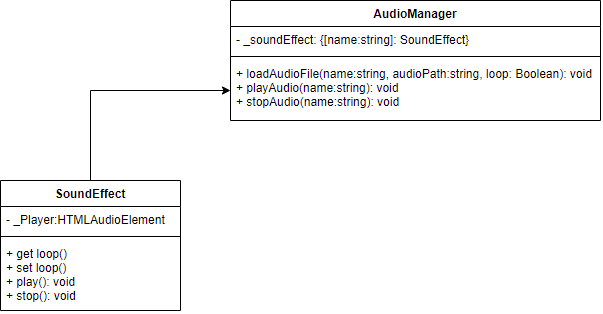 AudioManager
- _soundEffect: {[name:string]: SoundEffect}
+ loadAudioFile(name:string, audioPath:string, loop: Boolean): void
+ playAudio(name:string): void
+ stopAudio(name:string): void
SoundEffect
- _Player:HTMLAudioElement
+ get loop()
+ set loop()
+ play(): void
+ stop(): void